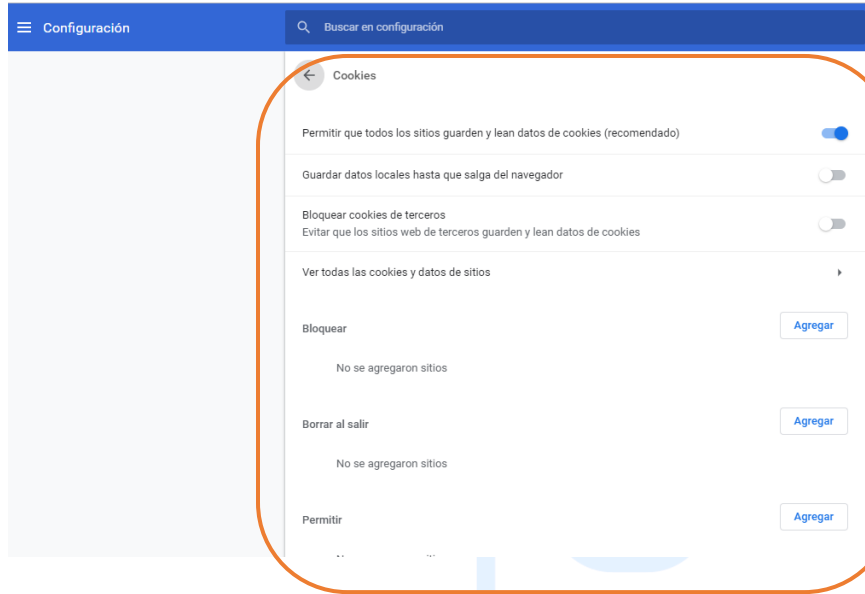 Configuración
Buscar en configuración
Cookies
Permitir que todos los sitios guarden y lean datos de cookies (recomendado)
Guardar datos locales hasta que salga del navegador
Bloquear cookies de terceros
Evitar que los sitios web de terceros guarden y lean datos de cookies
Ver todas las cookies y datos de sitios
Bloquear
Agregar
No se agregaron sitios
Borrar al salir
Agregar
No se agregaron sitios
Permitir
Agregar